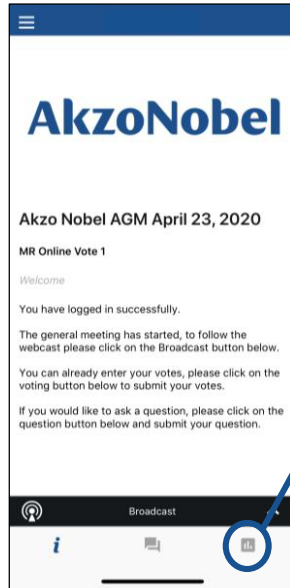 AkzoNobel
Akzo Nobel AGM April 23, 2020
MR Online Vote 1
Welcome
You have logged in successfully.
The general meeting has started, to follow the
webcast please click on the Broadcast button below.
You can already enter your votes, please click on the
voting button below to submit your votes.
If you would like to ask a question, please click on the
question button below and submit your question.
Broadcast
i